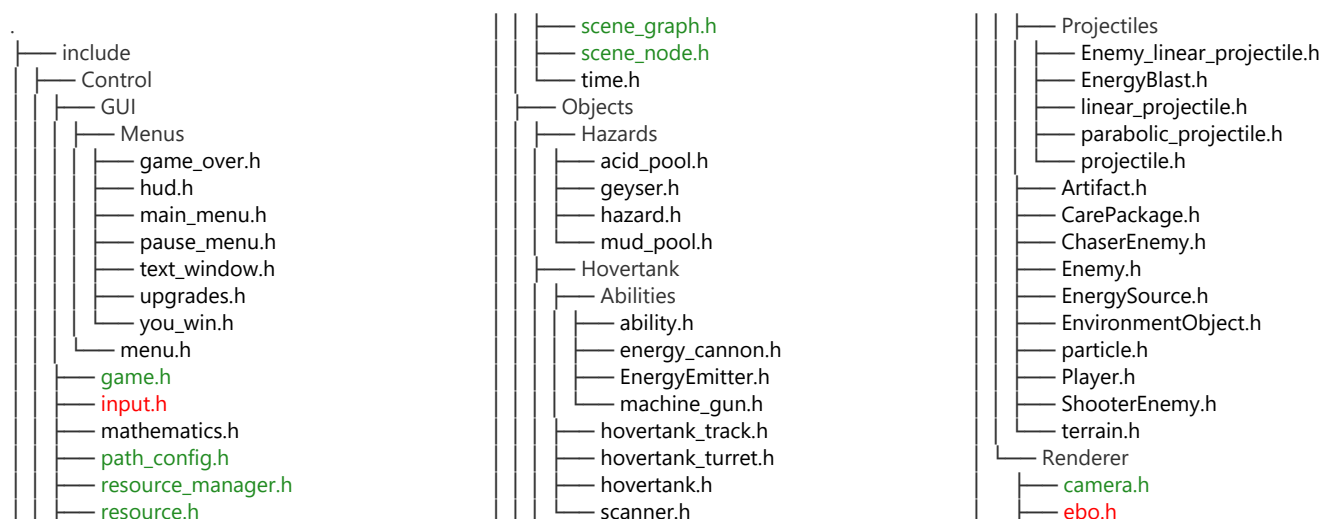 .
├── include
│ ├── Control
│ │ ├── GUI
│ │ │ ├── Menus
│ │ │ │ ├── game_over.h
│ │ │ │ ├── hud.h
│ │ │ │ ├── main_menu.h
│ │ │ │ ├── pause_menu.h
│ │ │ │ ├── text_window.h
│ │ │ │ ├── upgrades.h
│ │ │ │ └── you_win.h
│ │ │ └── menu.h
│ │ ├── game.h
│ │ ├── input.h
│ │ ├── mathematics.h
│ │ ├── path_config.h
│ │ ├── resource_manager.h
│ │ ├── resource.h
│ │ ├── scene_graph.h
│ │ ├── scene_node.h
│ │ └── time.h
│ ├── Objects
│ │ ├── Hazards
│ │ │ ├── acid_pool.h
│ │ │ ├── geyser.h
│ │ │ ├── hazard.h
│ │ │ └── mud_pool.h
│ │ ├── Hovertank
│ │ │ ├── Abilities
│ │ │ │ ├── ability.h
│ │ │ │ ├── energy_cannon.h
│ │ │ │ ├── EnergyEmitter.h
│ │ │ │ └── machine_gun.h
│ │ │ ├── hovertank_track.h
│ │ │ ├── hovertank_turret.h
│ │ │ ├── hovertank.h
│ │ │ └── scanner.h
│ │ ├── Projectiles
│ │ │ ├── Enemy_linear_projectile.h
│ │ │ ├── EnergyBlast.h
│ │ │ ├── linear_projectile.h
│ │ │ ├── parabolic_projectile.h
│ │ │ └── projectile.h
│ │ ├── Artifact.h
│ │ ├── CarePackage.h
│ │ ├── ChaserEnemy.h
│ │ ├── Enemy.h
│ │ ├── EnergySource.h
│ │ ├── EnvironmentObject.h
│ │ ├── particle.h
│ │ ├── Player.h
│ │ ├── ShooterEnemy.h
│ │ └── terrain.h
│ └── Renderer
│ ├── camera.h
│ ├── ebo.h